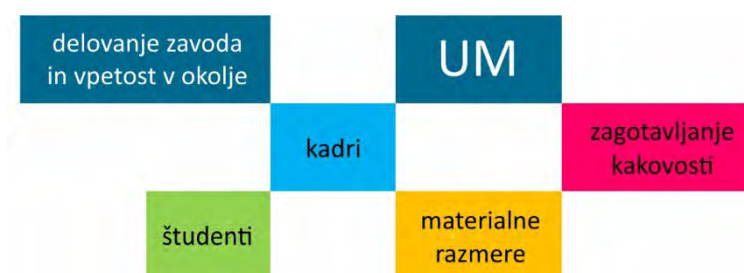 delovanje zavoda
in vpetost v okolje
UM
kadri
zagotavljanje
kakovosti
študenti
materialne
razmere